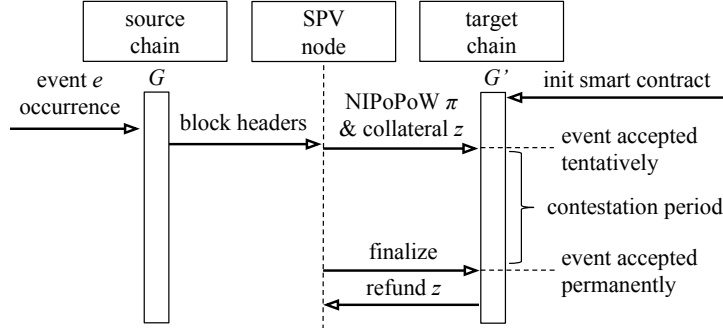 source
chain
SPV
node
target
chain
G
G’
event e
occurrence
init smart contract
block headers
NIPoPoW π
& collateral z
event accepted
tentatively
contestation period
finalize
event accepted
permanently
refund z